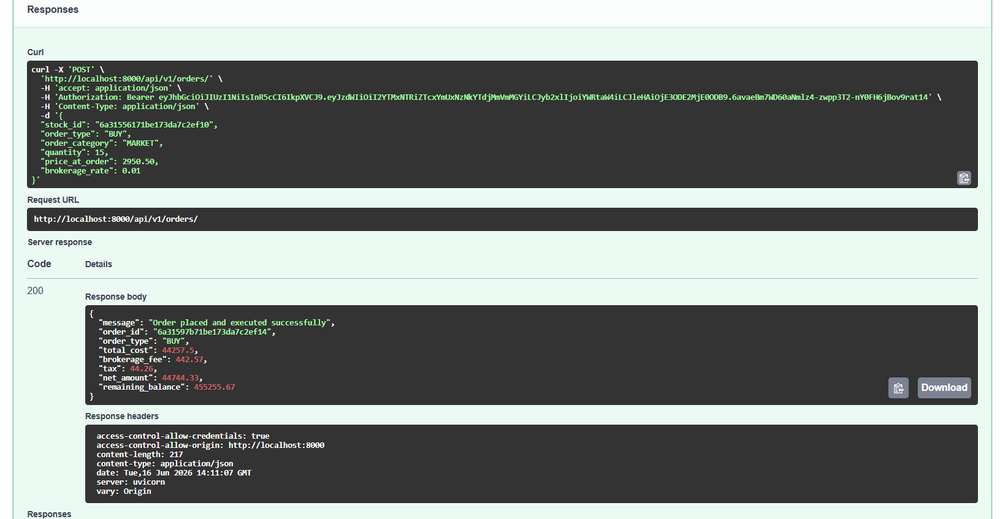 Responses
Curl
curl -X 'POST' \
  'http://localhost:8000/api/v1/orders/' \
  -H 'accept: application/json' \
  -H 'Authorization: Bearer eyJhbGciOiJIUzI1NiIsInR5cCI6IkpXVCJ9.eyJzdWIiOiI2YTMxNTRiZTcxYmUxNzNkYTdjMmVmMGYiLCJyb2xlIjoiYWRtaW4iLCJleHAiOjE3ODE2MjE0ODB9.6avaeBm7WD60aNmlz4-zwpp3T2-nY0FH6jBov9rat14' \
  -H 'Content-Type: application/json' \
  -d '{
  "stock_id": "6a31556171be173da7c2ef10",
  "order_type": "BUY",
  "order_category": "MARKET",
  "quantity": 15,
  "price_at_order": 2950.50,
  "brokerage_rate": 0.01
}'
Request URL
http://localhost:8000/api/v1/orders/
Server response
Code Details
200
Response body
{
  "message": "Order placed and executed successfully",
  "order_id": "6a31597b71be173da7c2ef14",
  "order_type": "BUY",
  "total_cost": 44257.5,
  "brokerage_fee": 442.57,
  "tax": 44.26,
  "net_amount": 44744.33,
  "remaining_balance": 455255.67
}
Download
Response headers
access-control-allow-credentials: true
access-control-allow-origin: http://localhost:8000
content-length: 217
content-type: application/json
date: Tue,16 Jun 2026 14:11:07 GMT
server: uvicorn
vary: Origin
Responses